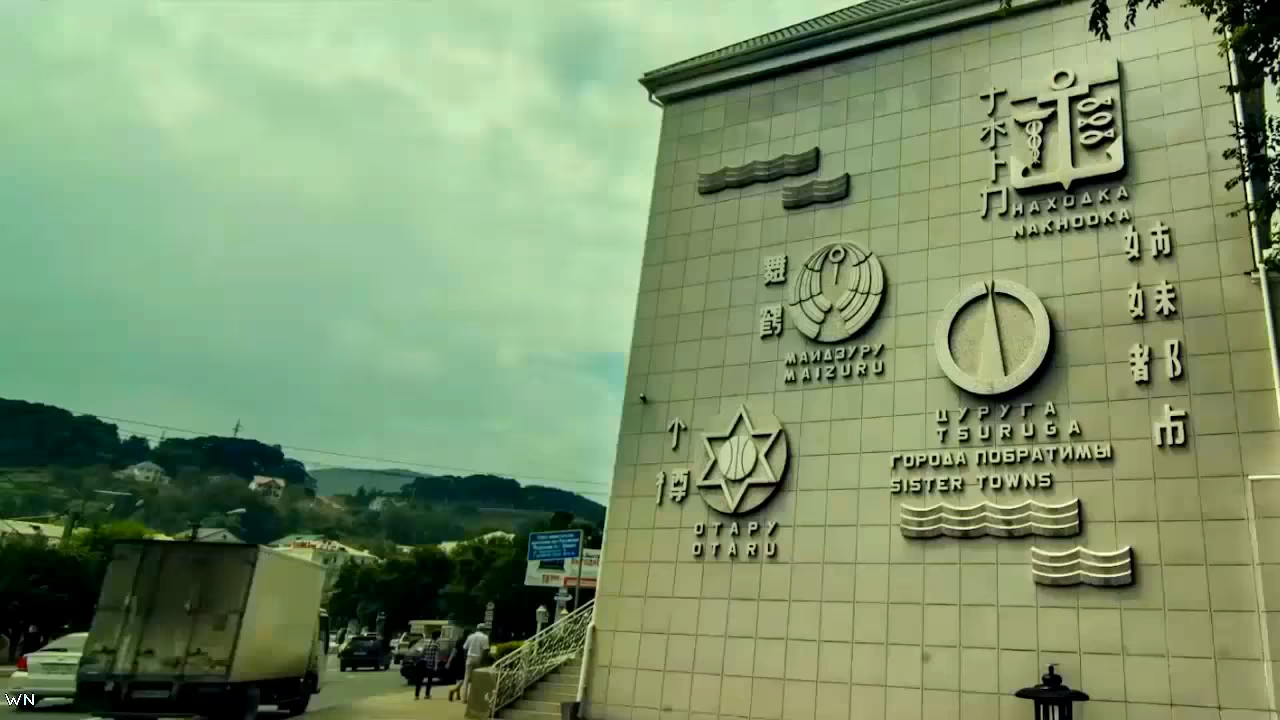 ナホトカ
НАХОДКА
NAKHODKA
姉妹都市
舞鶴
МАЙДЗУРУ
MAIZURU
ЦУРУГА
TSURUGA
ГОРОДА ПОБРАТИМЫ
SISTER TOWNS
小樽
ОТАРУ
OTARU
WN